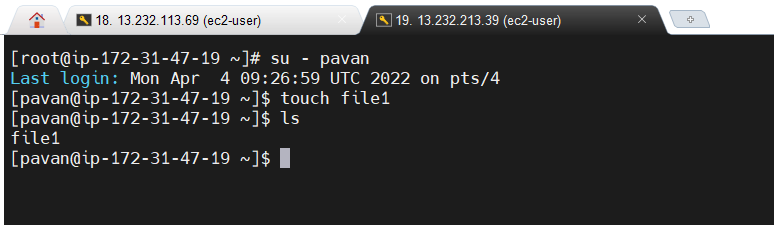 18. 13.232.113.69 (ec2-user)
19. 13.232.213.39 (ec2-user)
[root@ip-172-31-47-19 ~]# su - pavan
Last login: Mon Apr  4 09:26:59 UTC 2022 on pts/4
[pavan@ip-172-31-47-19 ~]$ touch file1
[pavan@ip-172-31-47-19 ~]$ ls
file1
[pavan@ip-172-31-47-19 ~]$